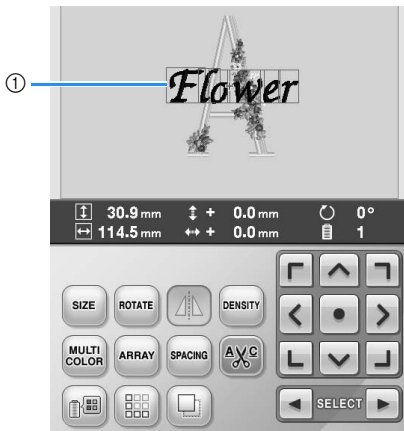 ①
A
Flower
30.9 mm + 0.0 mm 0°
114.5 mm + 0.0 mm 1
SIZE ROTATE DENSITY
MULTI COLOR ARRAY SPACING A C
SELECT